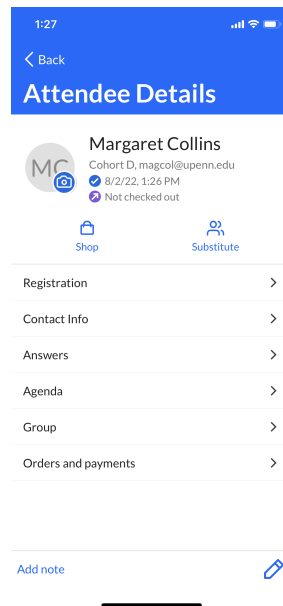 1:27
Back
Attendee Details
MC
Margaret Collins
Cohort D, magcol@upenn.edu
8/2/22, 1:26 PM
Not checked out
Shop Substitute
Registration
Contact Info
Answers
Agenda
Group
Orders and payments
Add note